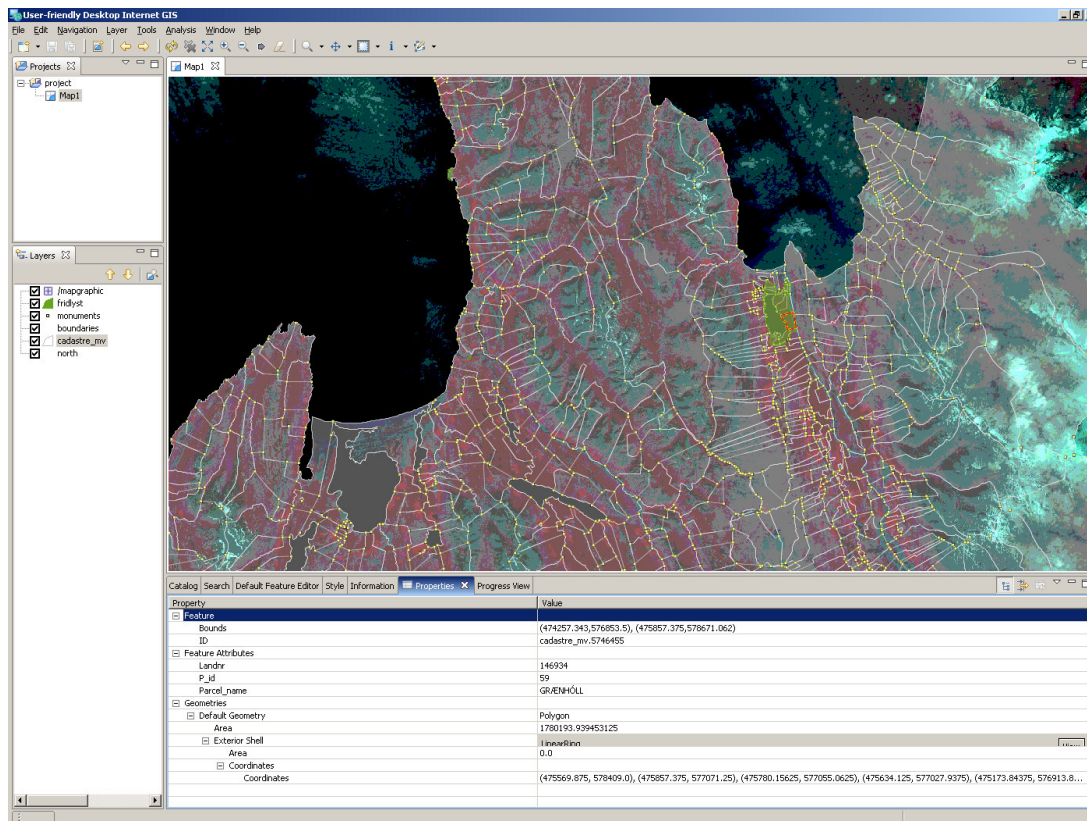 User-friendly Desktop Internet GIS
File Edit Navigation Layer Tools Analysis Window Help
Projects
project
Map1
Map1
Layers
/mapgraphic
fridlyst
monuments
boundaries
cadastre_mv
north
Catalog Search Default Feature Editor Style Information Properties Progress View
Property Value
Feature
Bounds (474257.343,576853.5), (475857.375,578671.062)
ID cadastre_mv.5746455
Feature Attributes
Landnr 146934
P_id 59
Parcel_name GRÆNHÓLL
Geometries
Default Geometry Polygon
Area 1780193.939453125
Exterior Shell LinearRing
Area 0.0
Coordinates
Coordinates (475569.875, 578409.0), (475857.375, 577071.25), (475780.15625, 577055.0625), (475634.125, 577027.9375), (475173.84375, 576913.8...